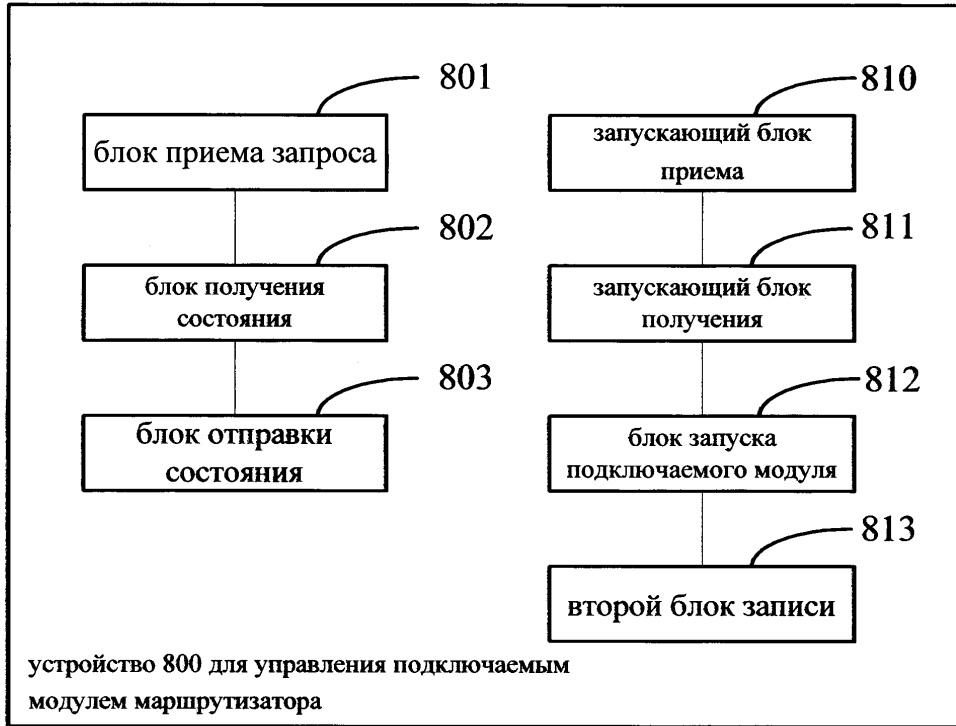 801
блок приема запроса
802
блок получения
состояния
803
блок отправки
состояния
810
запускающий блок
приема
811
запускающий блок
получения
812
блок запуска
подключаемого модуля
813
второй блок записи
устройство 800 для управления подключаемым
модулем маршрутизатора